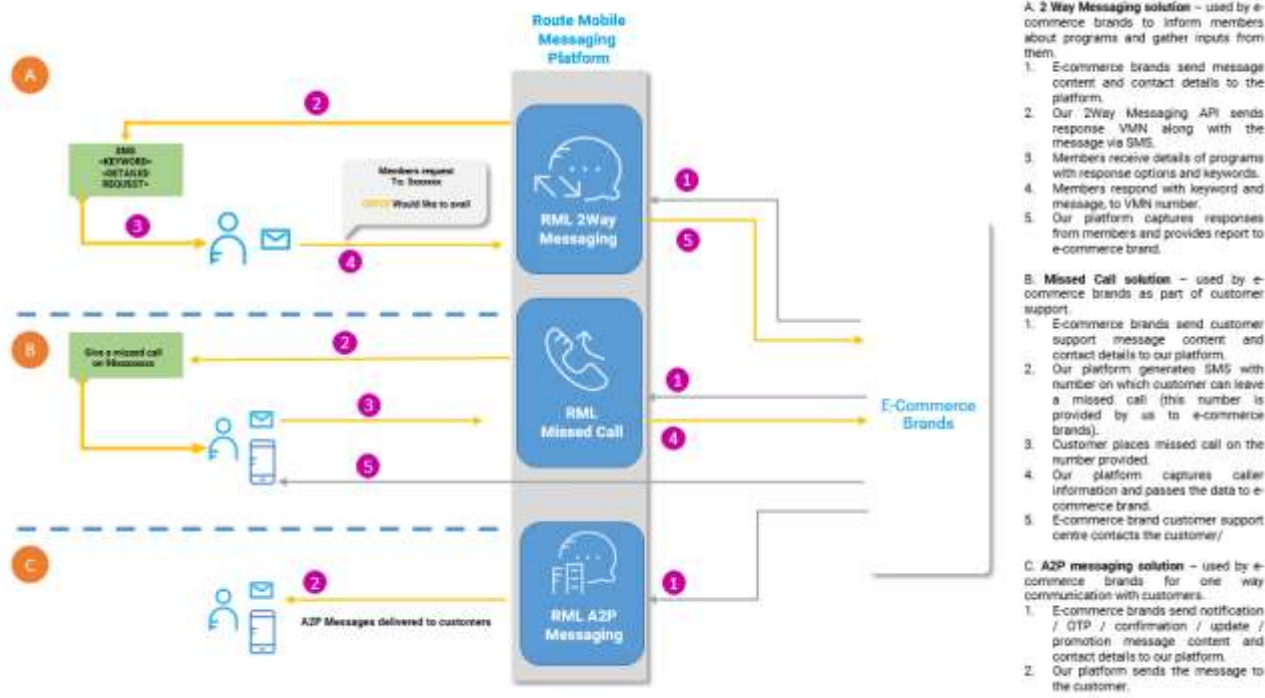 Route Mobile
Messaging
Platform
A
2
SMS
<KEYWORD>
<DETAILED
REQUEST>
3
Members request
To:
Would like to avail
4
RML 2Way
Messaging
1
5
B
Give a missed call
on
2
3
5
RML
Missed Call
1
4
E-Commerce
Brands
C
2
A2P Messages delivered to customers
RML A2P
Messaging
1
A. 2 Way Messaging solution – used by e-
commerce brands to inform members
about programs and gather inputs from
them.
1. E-commerce brands send message
content and contact details to the
platform.
2. Our 2Way Messaging API sends
response VMN along with the
message via SMS.
3. Members receive details of programs
with response options and keywords.
4. Members respond with keyword and
message, to VMN number.
5. Our platform captures responses
from members and provides report to
e-commerce brand.
B. Missed Call solution – used by e-
commerce brands as part of customer
support.
1. E-commerce brands send customer
support message content and
contact details to our platform.
2. Our platform generates SMS with
number on which customer can leave
a missed call (this number is
provided by us to e-commerce
brands).
3. Customer places missed call on the
number provided.
4. Our platform captures caller
information and passes the data to e-
commerce brand.
5. E-commerce brand customer support
centre contacts the customer/
C. A2P messaging solution – used by e-
commerce brands for one way
communication with customers.
1. E-commerce brands send notification
/ OTP / confirmation / update /
promotion message content and
contact details to our platform.
2. Our platform sends the message to
the customer.